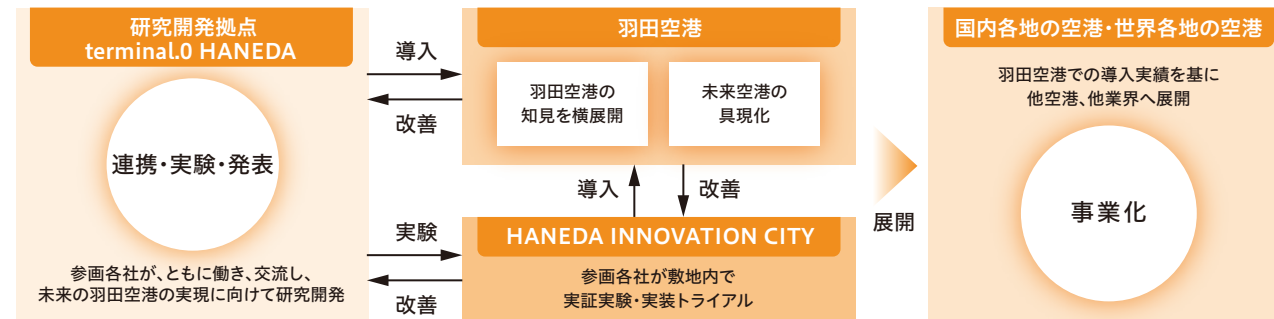 研究開発拠点
terminal.0 HANEDA
連携・実験・発表
参画各社が、ともに働き、交流し、
未来の羽田空港の実現に向けて研究開発
導入
改善
実験
改善
羽田空港
羽田空港の
知見を横展開
未来空港の
具現化
導入
改善
HANEDA INNOVATION CITY
参画各社が敷地内で
実証実験・実装トライアル
展開
国内各地の空港・世界各地の空港
羽田空港での導入実績を基に
他空港、他業界へ展開
事業化